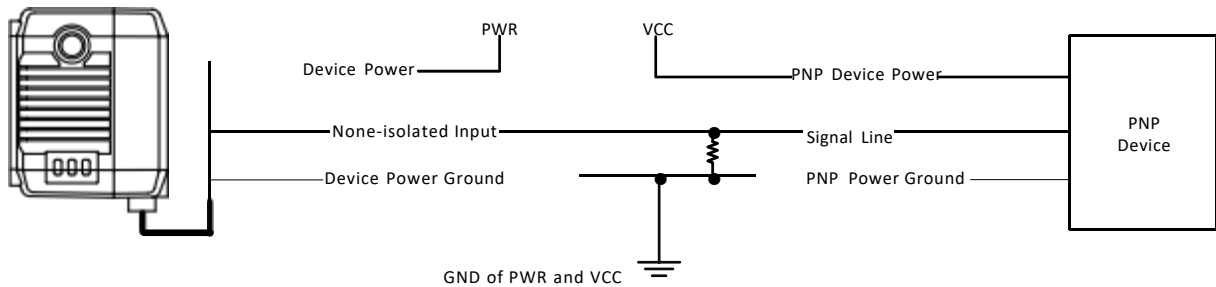 PWR
VCC
Device Power
PNP Device Power
None-isolated Input
Signal Line
PNP
Device
Device Power Ground
PNP Power Ground
GND of PWR and VCC